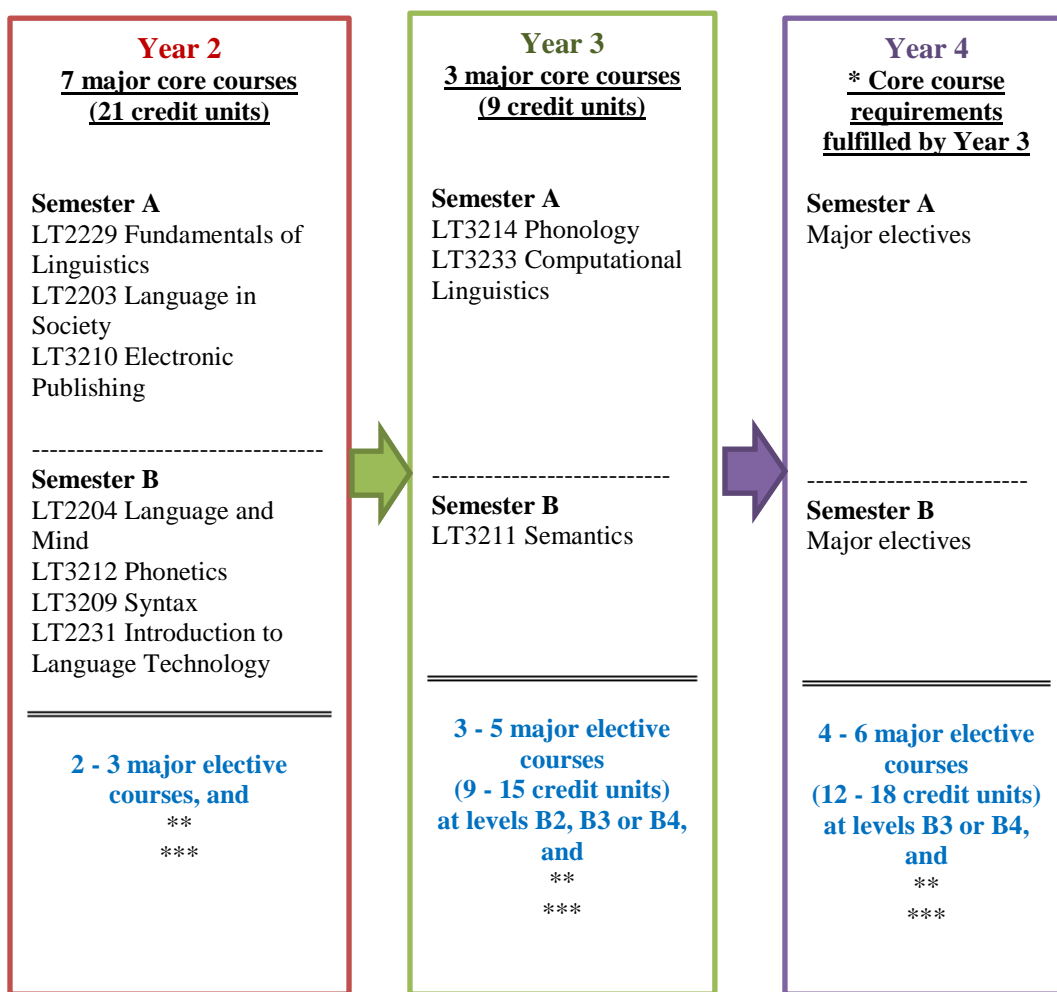 Year 2
7 major core courses
(21 credit units)
Semester A
LT2229 Fundamentals of
Linguistics
LT2203 Language in
Society
LT3210 Electronic
Publishing
---------------------------------
Semester B
LT2204 Language and
Mind
LT3212 Phonetics
LT3209 Syntax
LT2231 Introduction to
Language Technology
2 - 3 major elective
courses, and
**
***
Year 3
3 major core courses
(9 credit units)
Semester A
LT3214 Phonology
LT3233 Computational
Linguistics
---------------------------
Semester B
LT3211 Semantics
3 - 5 major elective
courses
(9 - 15 credit units)
at levels B2, B3 or B4,
and
**
***
Year 4
* Core course
requirements
fulfilled by Year 3
Semester A
Major electives
-------------------------
Semester B
Major electives
4 - 6 major elective
courses
(12 - 18 credit units)
at levels B3 or B4,
and
**
***